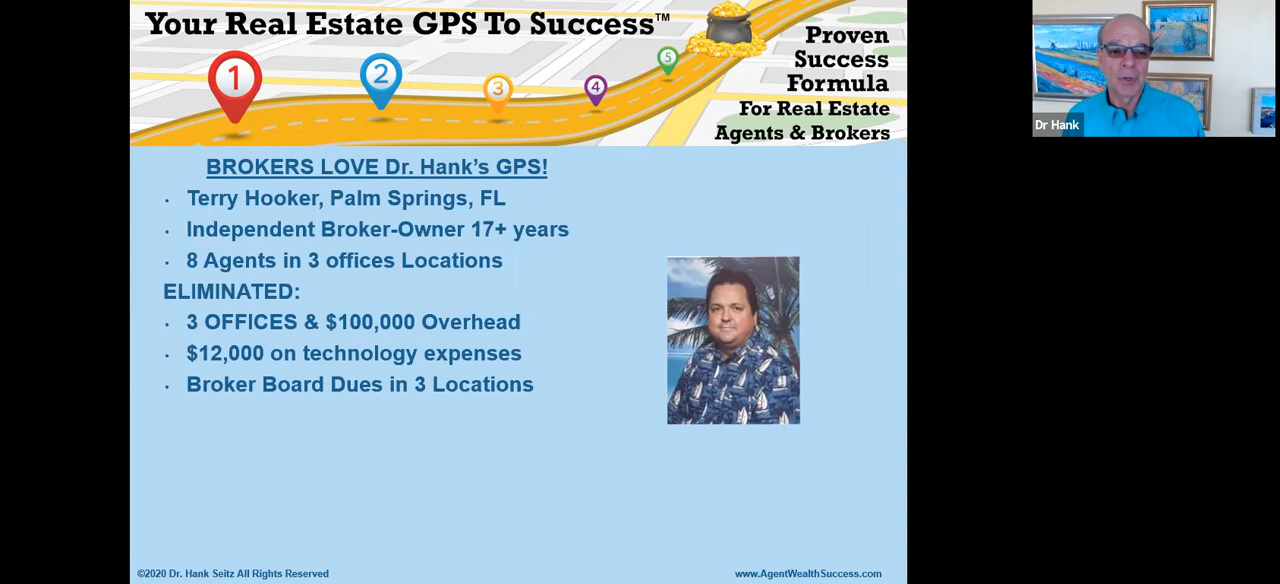 Your Real Estate GPS To Success™
1
2
3
4
5
Proven
Success
Formula
For Real Estate
Agents & Brokers
Dr Hank
BROKERS LOVE Dr. Hank's GPS!
· Terry Hooker, Palm Springs, FL
· Independent Broker-Owner 17+ years
· 8 Agents in 3 offices Locations
ELIMINATED:
· 3 OFFICES & $100,000 Overhead
· $12,000 on technology expenses
· Broker Board Dues in 3 Locations
©2020 Dr. Hank Seitz All Rights Reserved
www.AgentWealthSuccess.com